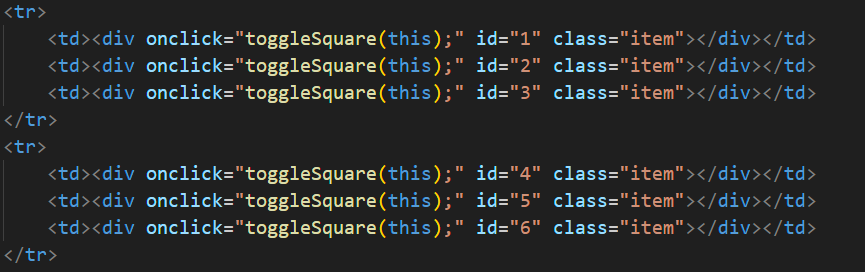 <tr>
<td><div onclick="toggleSquare(this);" id="1" class="item"></div></td>
<td><div onclick="toggleSquare(this);" id="2" class="item"></div></td>
<td><div onclick="toggleSquare(this);" id="3" class="item"></div></td>
</tr>
<tr>
<td><div onclick="toggleSquare(this);" id="4" class="item"></div></td>
<td><div onclick="toggleSquare(this);" id="5" class="item"></div></td>
<td><div onclick="toggleSquare(this);" id="6" class="item"></div></td>
</tr>